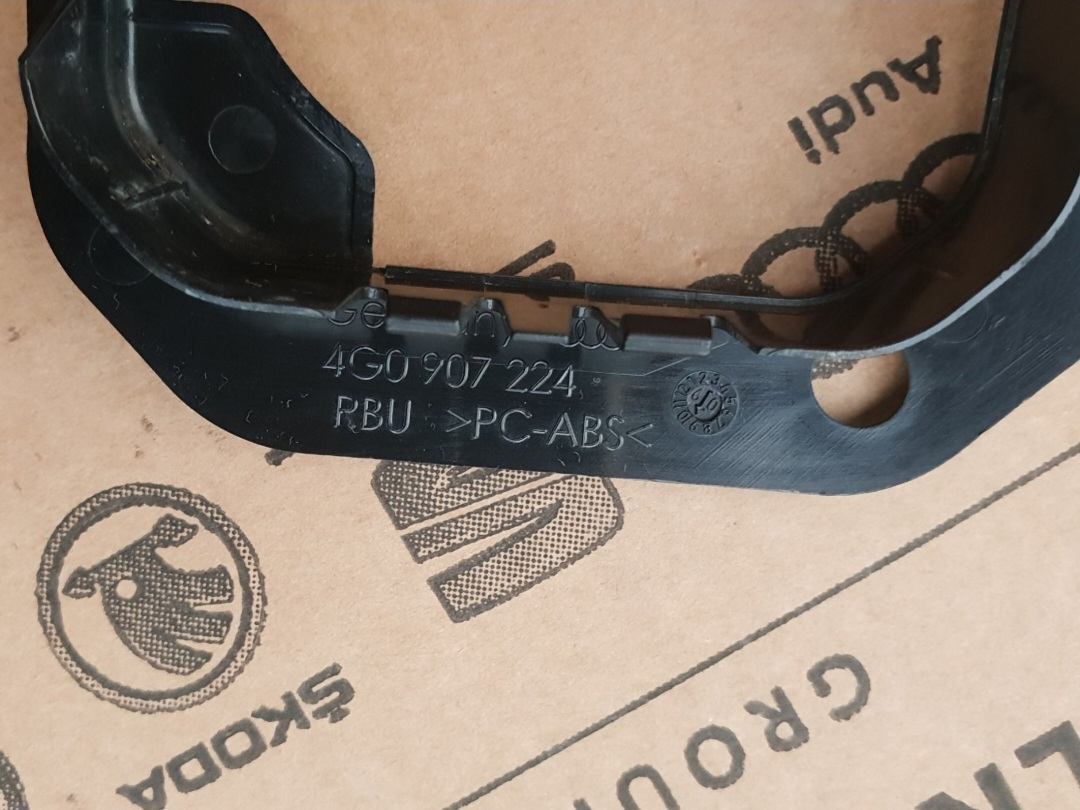 Audi
4G0 907 224
RBU >PC-ABS<
ŠKODA
GROU